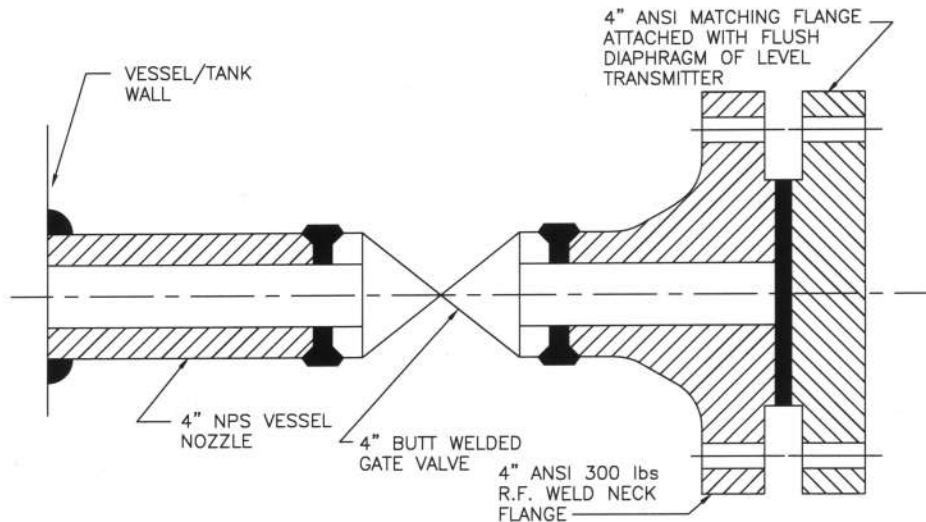 4" ANSI MATCHING FLANGE
ATTACHED WITH FLUSH
DIAPHRAGM OF LEVEL
TRANSMITTER
VESSEL/TANK
WALL
4" NPS VESSEL
NOZZLE
4" BUTT WELDED
GATE VALVE
4" ANSI 300 lbs
R.F. WELD NECK
FLANGE